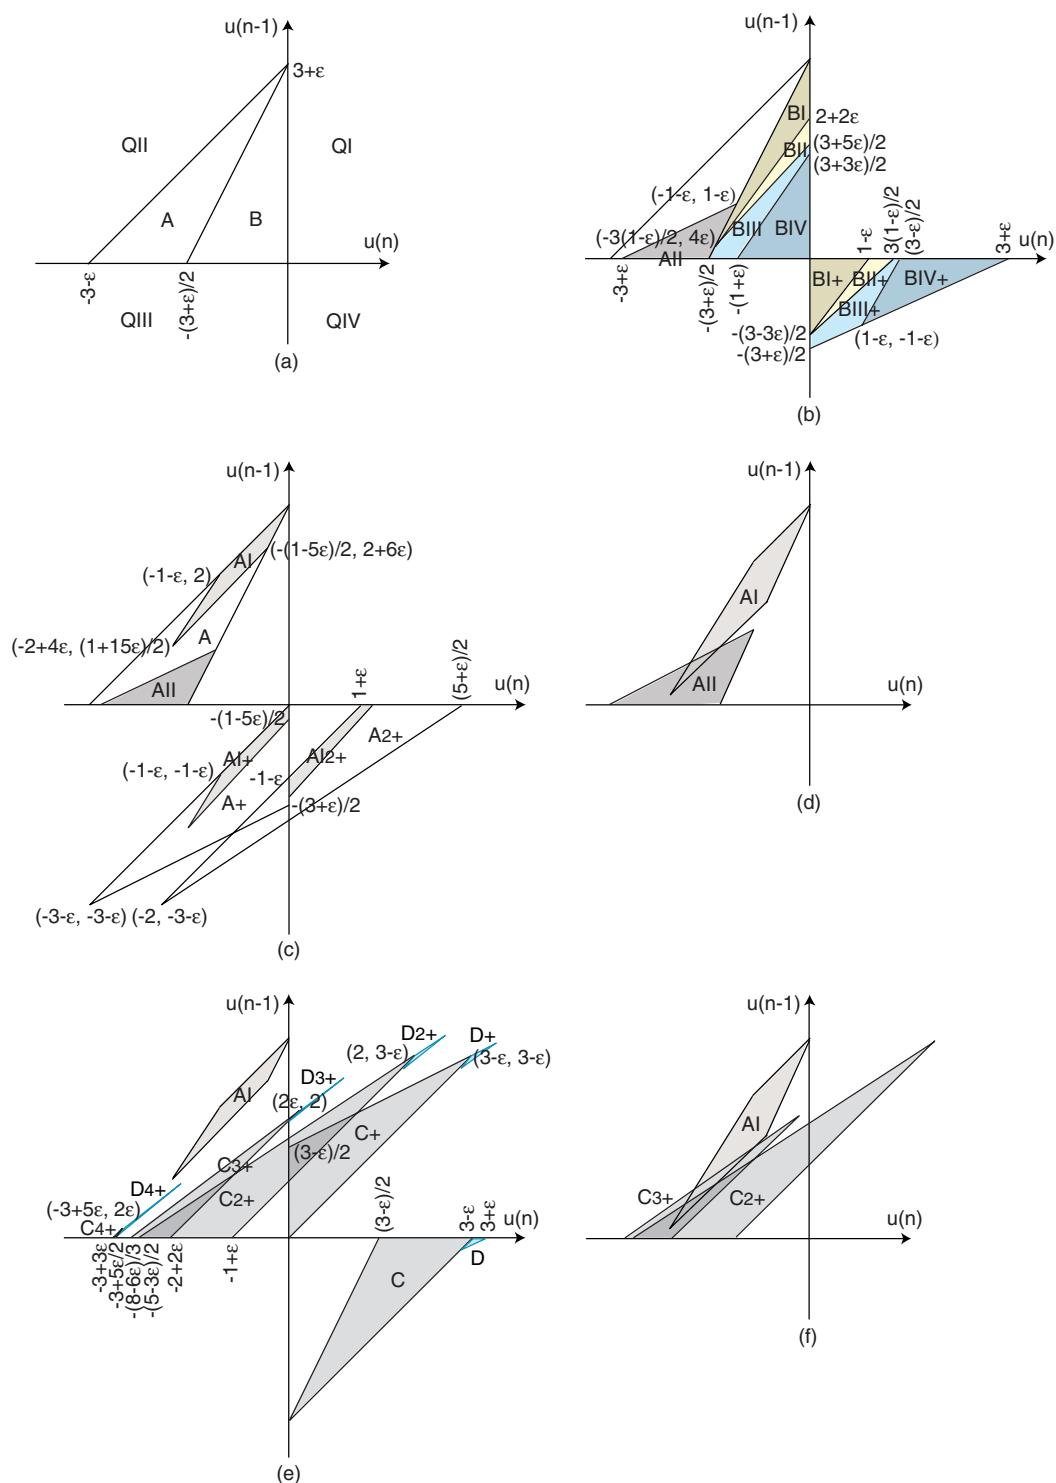 u(n-1)
3+ε
QII
QI
A
B
u(n)
-3-ε
-(3+ε)/2
QIII
QIV
(a)
u(n-1)
BI
2+2ε
BII
(3+5ε)/2
(3+3ε)/2
(-1-ε, 1-ε)
BIII
BIV
(-3(1-ε)/2, 4ε)
AII
1-ε
3(1-ε)/2
(3-ε)/2
3+ε
u(n)
-3+ε
-(3+ε)/2
-(1+ε)
BI+
BII+
BIV+
BIII+
-(3-3ε)/2
-(3+ε)/2
(1-ε, -1-ε)
(b)
u(n-1)
AI
(-(1-5ε)/2, 2+6ε)
(-1-ε, 2)
(-2+4ε, (1+15ε)/2)
A
AII
1+ε
(5+ε)/2
u(n)
-(1-5ε)/2
AI+
AI2+
A2+
(-1-ε, -1-ε)
-1-ε
A+
-(3+ε)/2
(-3-ε, -3-ε)
(-2, -3-ε)
(c)
AI
AII
(d)
u(n-1)
D2+
D+
(2, 3-ε)
(3-ε, 3-ε)
D3+
AI
(2ε, 2)
C+
(3-ε)/2
C3+
D4+
C2+
(-3+5ε, 2ε)
C4+
(3-ε)/2
3-ε
3+ε
u(n)
-3+3ε
-3+5ε/2
-(8-6ε)/3
-(5-3ε)/2
-2+2ε
-1+ε
D
C
(e)
u(n-1)
AI
C3+
C2+
u(n)
(f)